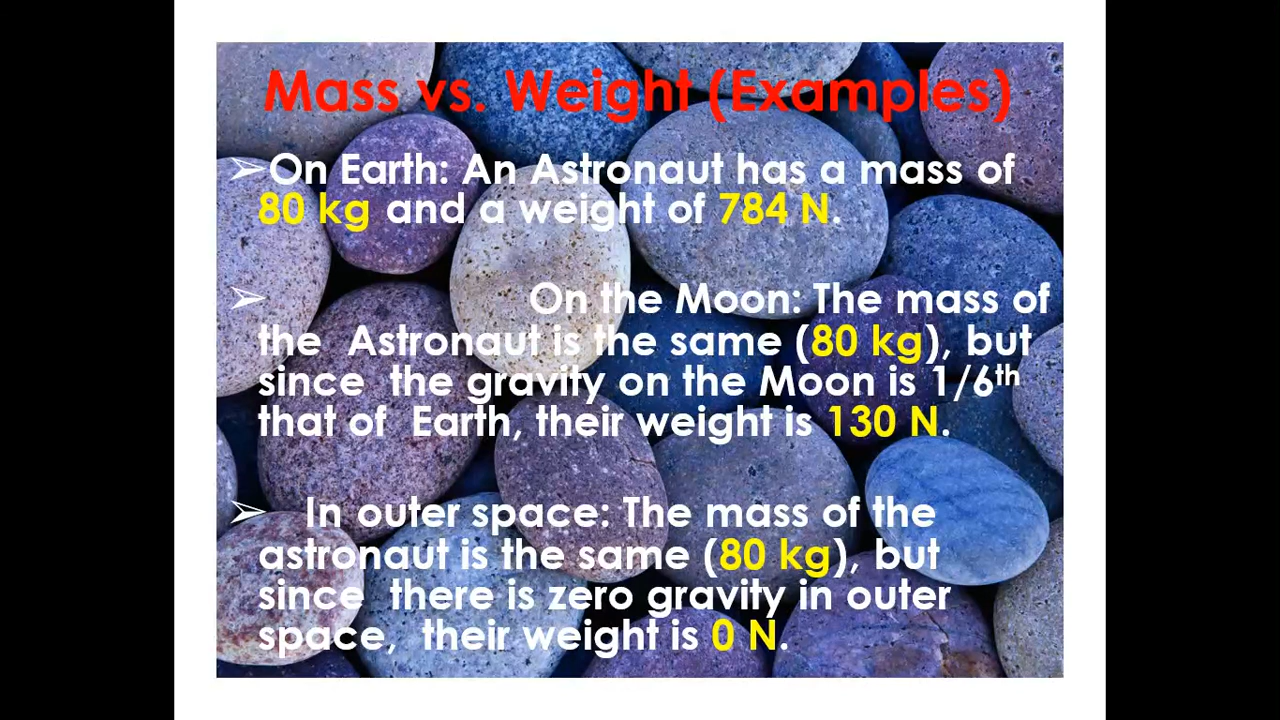 Mass vs. Weight (Examples)
➢On Earth: An Astronaut has a mass of
80 kg and a weight of 784 N.
➢ On the Moon: The mass of
the Astronaut is the same (80 kg), but
since the gravity on the Moon is 1/6th
that of Earth, their weight is 130 N.
➢ In outer space: The mass of the
astronaut is the same (80 kg), but
since there is zero gravity in outer
space, their weight is 0 N.